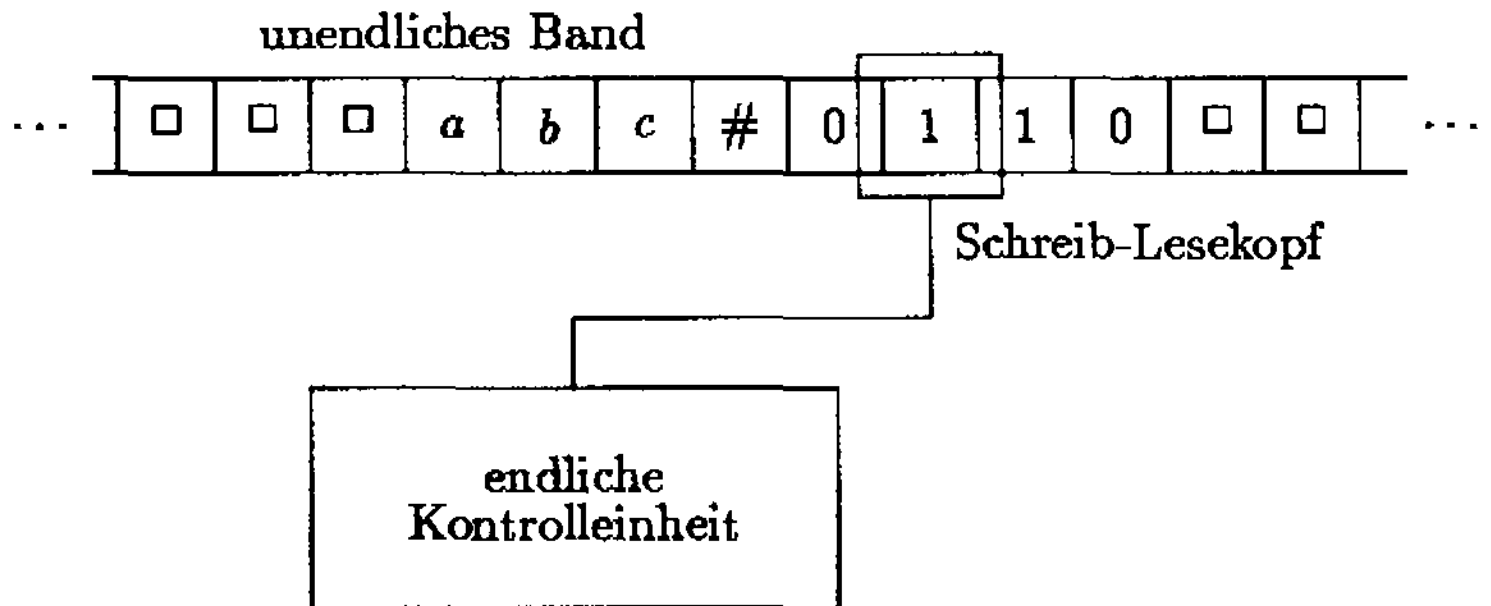 unendliches Band
... □ □ □ a b c # 0 1 1 0 □ □ ...
Schreib-Lesekopf
endliche
Kontrolleinheit